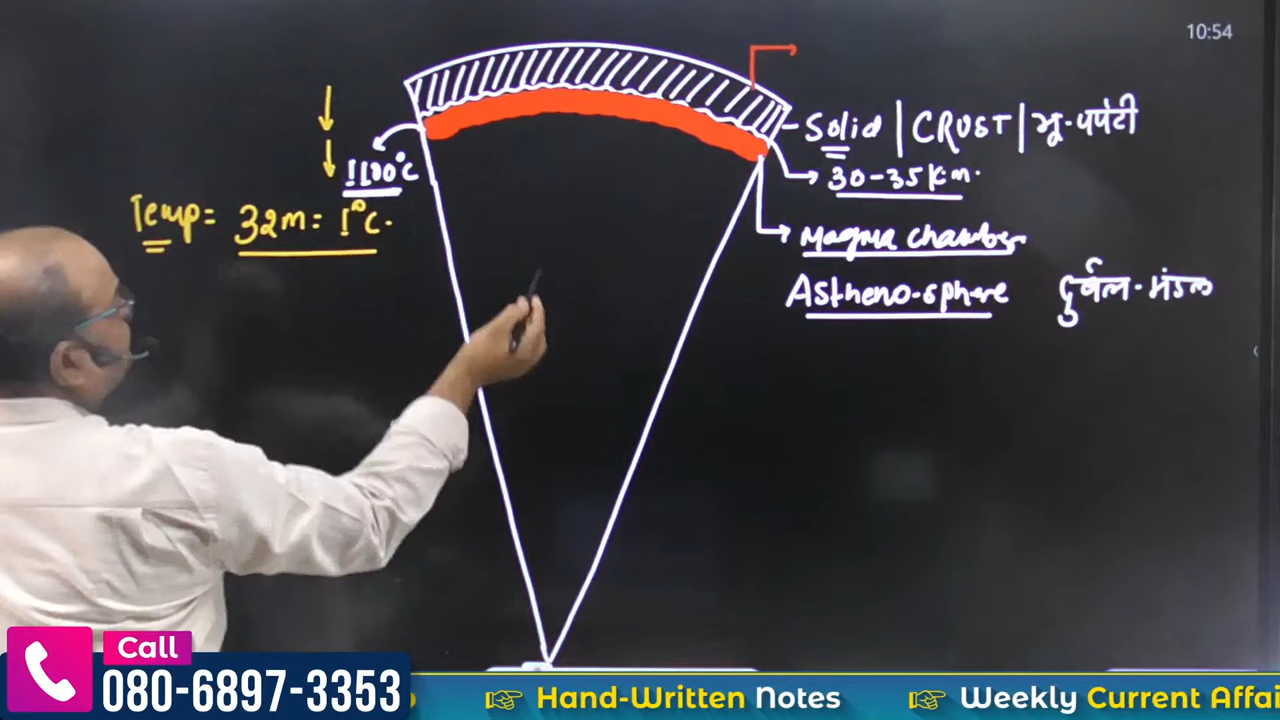 10:54
Solid | CRUST | भू-पर्पटी
30-35 Km.
1100°C
Temp = 32m = 1°C.
Magma chamber
Astheno-sphere दुर्बल-मंडल
Call
080-6897-3353
Hand-Written Notes
Weekly Current Affai